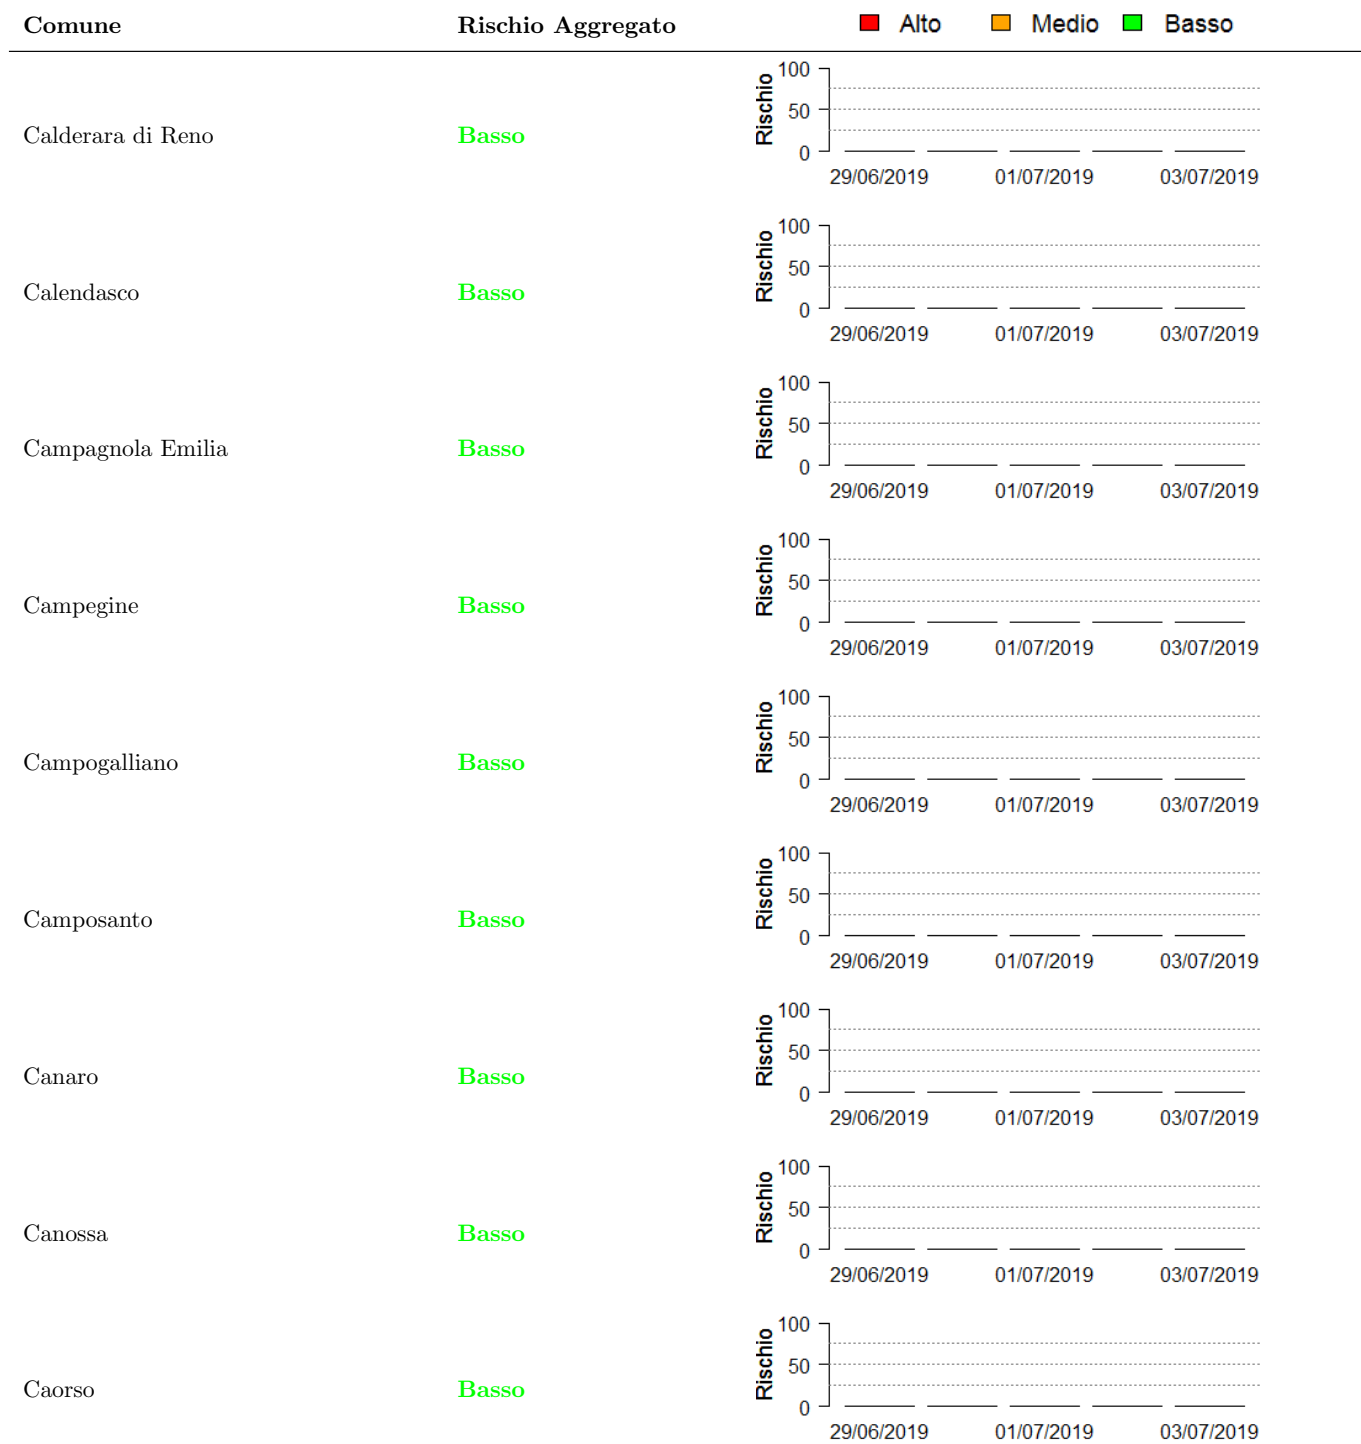 Comune Rischio Aggregato Alto Medio Basso
Calderara di Reno Basso Rischio 100 50 0
29/06/2019 01/07/2019 03/07/2019
Calendasco Basso Rischio 100 50 0
29/06/2019 01/07/2019 03/07/2019
Campagnola Emilia Basso Rischio 100 50 0
29/06/2019 01/07/2019 03/07/2019
Campegine Basso Rischio 100 50 0
29/06/2019 01/07/2019 03/07/2019
Campogalliano Basso Rischio 100 50 0
29/06/2019 01/07/2019 03/07/2019
Camposanto Basso Rischio 100 50 0
29/06/2019 01/07/2019 03/07/2019
Canaro Basso Rischio 100 50 0
29/06/2019 01/07/2019 03/07/2019
Canossa Basso Rischio 100 50 0
29/06/2019 01/07/2019 03/07/2019
Caorso Basso Rischio 100 50 0
29/06/2019 01/07/2019 03/07/2019